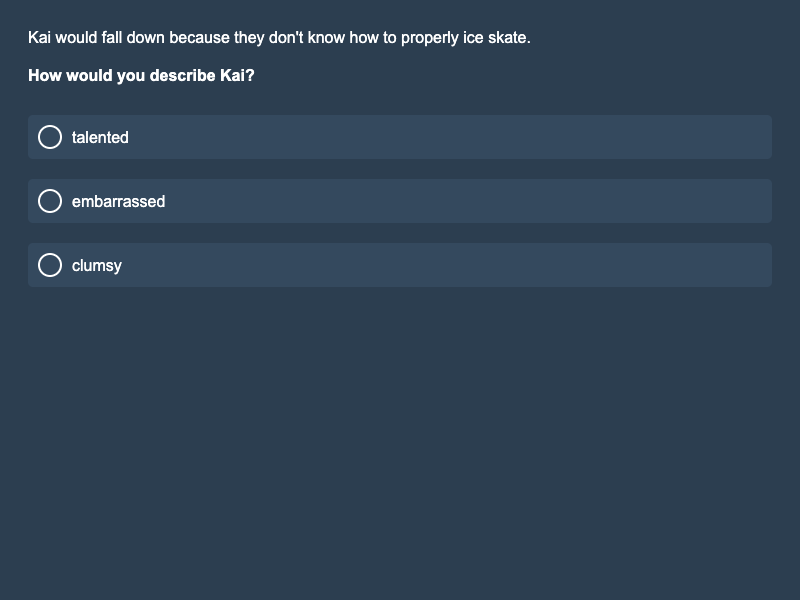 Kai would fall down because they don't know how to properly ice skate.
How would you describe Kai?
talented
embarrassed
clumsy